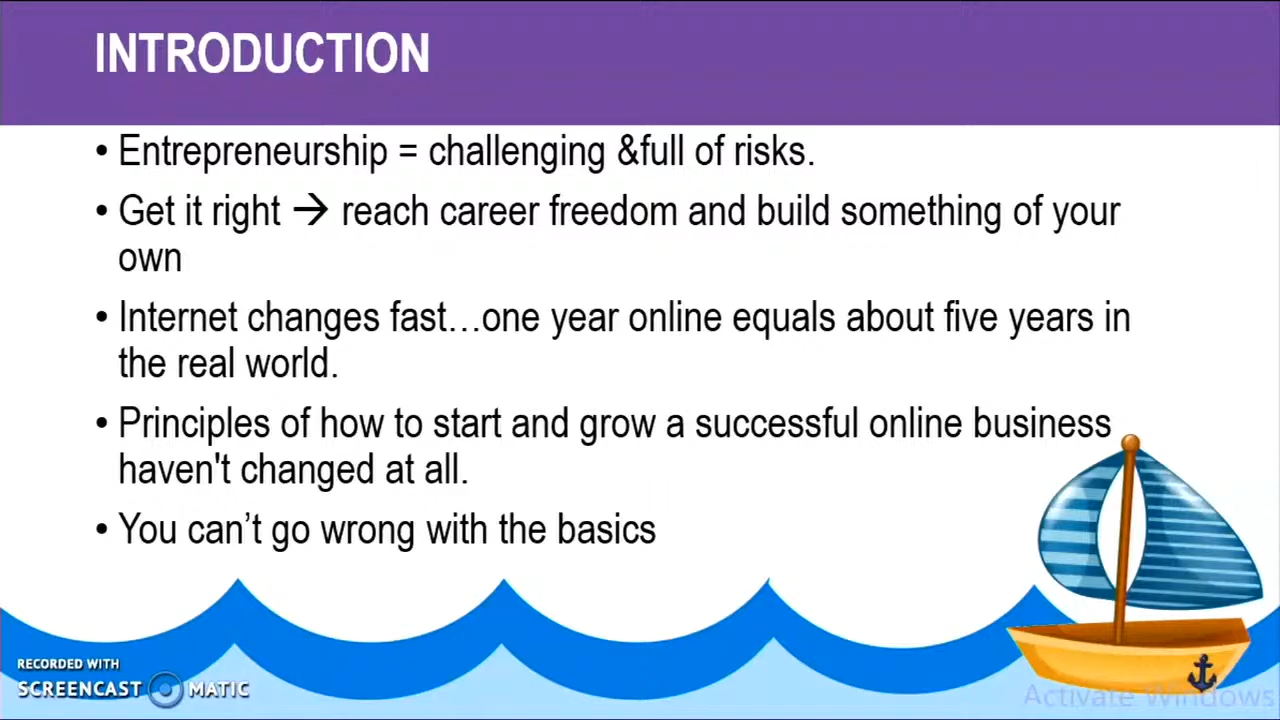 INTRODUCTION
• Entrepreneurship = challenging &full of risks.
• Get it right → reach career freedom and build something of your
own
• Internet changes fast…one year online equals about five years in
the real world.
• Principles of how to start and grow a successful online business
haven't changed at all.
• You can’t go wrong with the basics
RECORDED WITH
SCREENCAST MATIC
Activate Windows